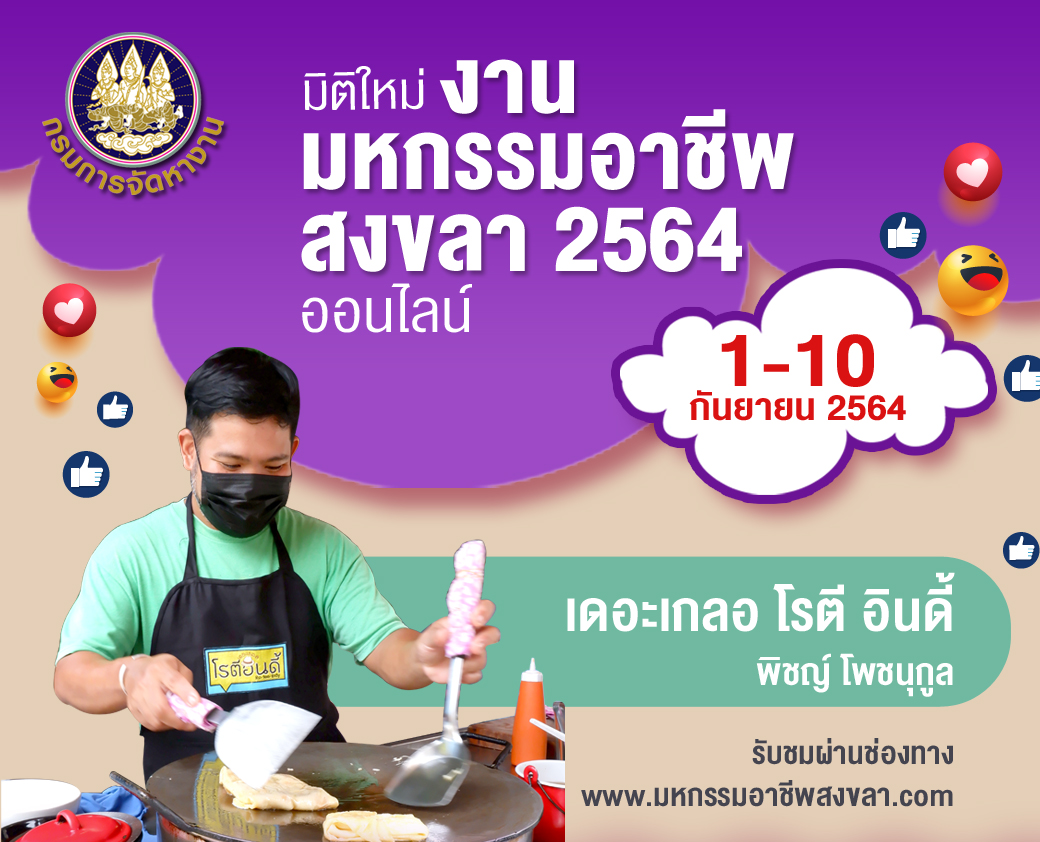 กรมการจัดหางาน
มิติใหม่ งาน
มหกรรมอาชีพ
สงขลา 2564
ออนไลน์
1-10
กันยายน 2564
เดอะเกลอ โรตี อินดี้
พิชญ์ โพชนุกูล
โรตีอินดี้
รับชมผ่านช่องทาง
www.มหกรรมอาชีพสงขลา.com